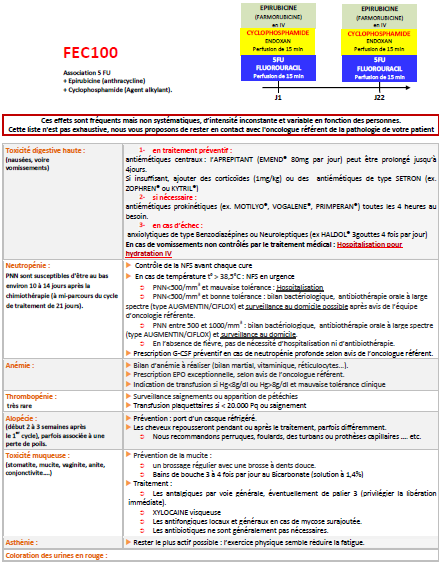 EPIRUBICINE
(FARMORUBICINE)
en IV
CYCLOPHOSPHAMIDE
ENDOXAN
Perfusion de 15 min
5FU
FLUOROURACIL
Perfusion de 15 min
EPIRUBICINE
(FARMORUBICINE)
en IV
CYCLOPHOSPHAMIDE
ENDOXAN
Perfusion de 15 min
5FU
FLUOROURACIL
Perfusion de 15 min
J1
J22
FEC100
Association 5 FU
+ Epirubicine (anthracycline)
+ Cyclophosphamide (Agent alkylant).
Ces effets sont fréquents mais non systématiques, d'intensité inconstante et variable en fonction des personnes.
Cette liste n'est pas exhaustive, nous vous proposons de rester en contact avec l'oncologue référent de la pathologie de votre patient
Toxicité digestive haute :
(nausées, voire
vomissements)
1- en traitement préventif :
antiémétiques centraux : l'APREPITANT (EMEND® 80mg par jour) peut être prolongé jusqu'à
4jours.
Si insuffisant, ajouter des corticoïdes (1mg/kg) ou des antiémétiques de type SETRON (ex.
ZOPHREN® ou KYTRIL®)
2- si nécessaire :
antiémétiques prokinétiques (ex. MOTILYO®, VOGALENE®, PRIMPERAN®) toutes les 4 heures au
besoin.
3- en cas d'échec :
anxiolytiques de type Benzodiazépines ou Neuroleptiques (ex HALDOL® 3gouttes 4 fois par jour)
En cas de vomissements non contrôlés par le traitement médical : Hospitalisation pour
hydratation IV
Neutropénie :
PNN sont susceptibles d'être au bas
environ 10 à 14 jours après la
chimiothérapie (à mi-parcours du cycle
de traitement de 21 jours).
Contrôle de la NFS avant chaque cure
En cas de température t° > 38,5°C : NFS en urgence
PNN<500/mm³ et mauvaise tolérance : Hospitalisation
PNN<500/mm³ et bonne tolérance : bilan bactériologique, antibiothérapie orale à large
spectre (type AUGMENTIN/CIFLOX) et surveillance au domicile possible après avis de l'équipe
d'oncologie référente.
PNN entre 500 et 1000/mm³ : bilan bactériologique, antibiothérapie orale à large spectre
(type AUGMENTIN/CIFLOX) et surveillance au domicile.
En l'absence de fièvre, pas de nécessité d'hospitalisation ni d'antibiothérapie.
Prescription G-CSF préventif en cas de neutropénie profonde selon avis de l'oncologue référent.
Anémie :
Bilan d'anémie à réaliser (bilan martial, vitaminique, réticulocytes...).
Prescription EPO exceptionnelle, selon avis de l'oncologue référent.
Indication de transfusion si Hg<8g/dl ou Hg>8g/dl et mauvaise tolérance clinique
Thrombopénie :
très rare
Surveillance saignements ou apparition de pétéchies
Transfusion plaquettaires si < 20.000 Pq ou saignement
Alopécie :
(début 2 à 3 semaines après
le 1er cycle), parfois associée à une
perte de poils.
Prévention : port d'un casque réfrigéré.
Les cheveux repousseront pendant ou après le traitement, parfois différemment.
Nous recommandons perruques, foulards, des turbans ou prothèses capillaires .... etc.
Toxicité muqueuse :
(stomatite, mucite, vaginite, anite,
conjonctivite....)
Prévention de la mucite :
un brossage régulier avec une brosse à dents douce.
Bains de bouche 3 à 4 fois par jour au Bicarbonate (solution à 1,4%)
Traitement :
Les antalgiques par voie générale, éventuellement de palier 3 (privilégier la libération
immédiate).
XYLOCAINE visqueuse
Les antifongiques locaux et généraux en cas de mycose surajoutée.
Les antibiotiques ne sont généralement pas nécessaires.
Asthénie :
Rester le plus actif possible : l'exercice physique semble réduire la fatigue.
Coloration des urines en rouge :